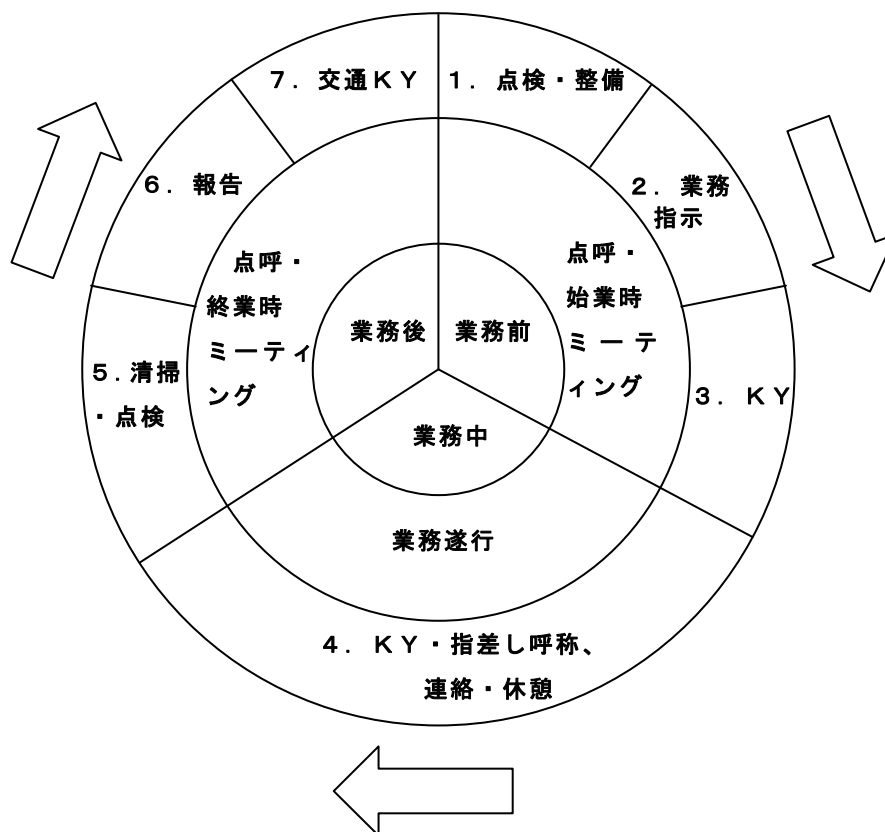 7. 交通KY
1. 点検・整備
2. 業務
指示
3. KY
4. KY・指差し呼称、
連絡・休憩
5. 清掃
・点検
6. 報告
点呼・
始業時
ミーテ
ィング
業務遂行
点呼・
終業時
ミーティ
ング
業務前
業務中
業務後